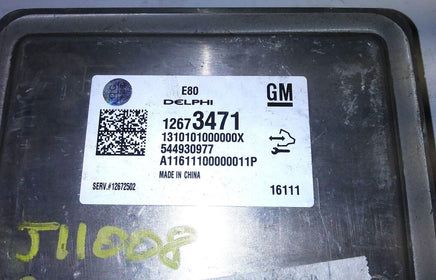 E80
DELPHI
GM
12673471
1310101000000X
544930977
A11611100000011P
MADE IN CHINA
SERV.#12672502
16111
J11008